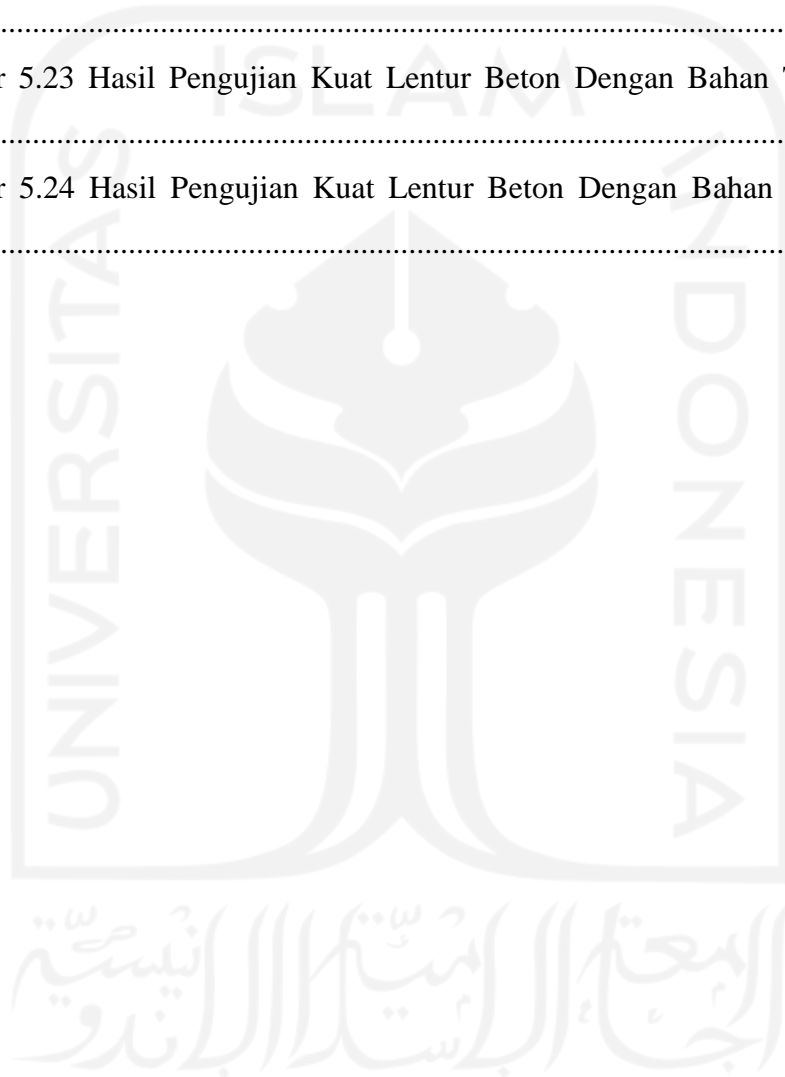 ................................................................................................................
r 5.23 Hasil Pengujian Kuat Lentur Beton Dengan Bahan
................................................................................................................
r 5.24 Hasil Pengujian Kuat Lentur Beton Dengan Bahan
................................................................................................................
ISLAM
UNIVERSITAS
INDONESIA